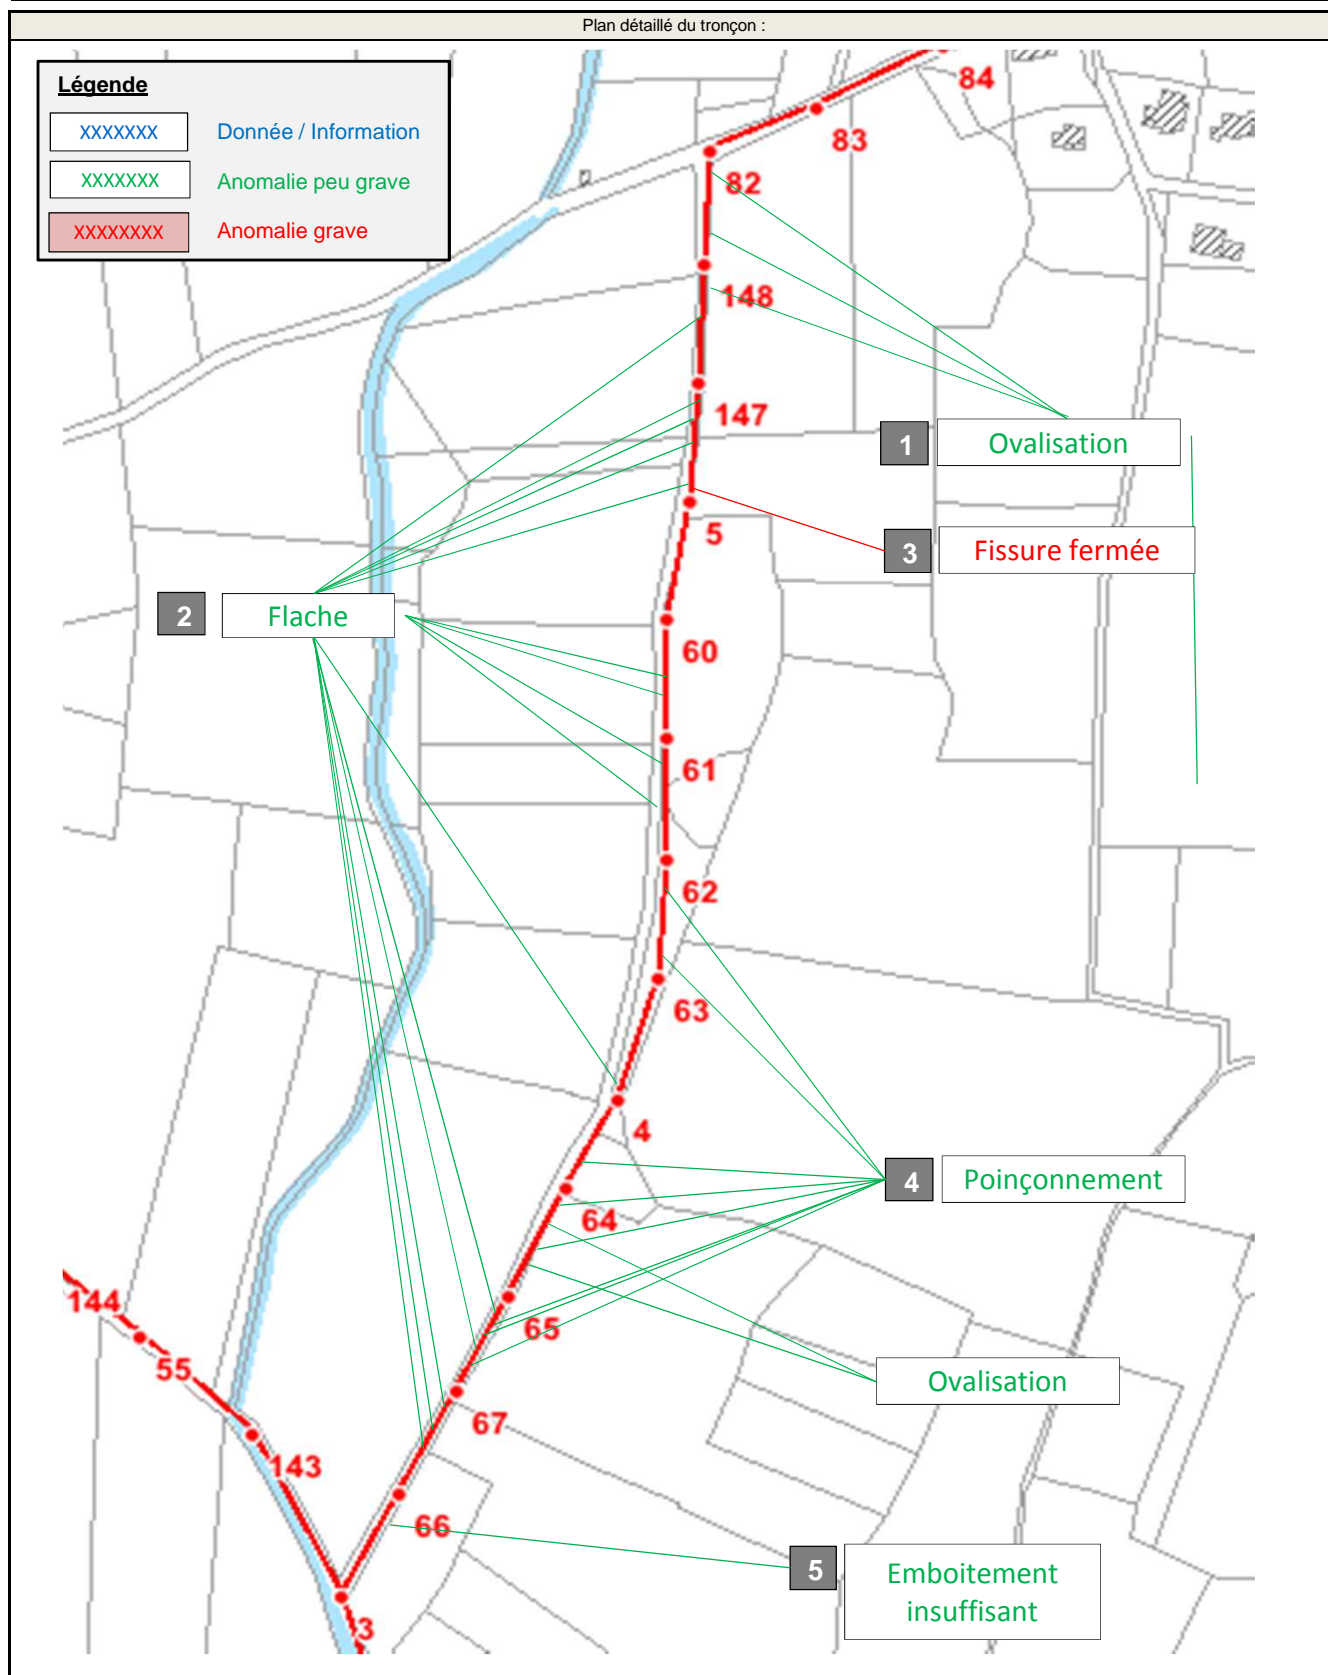 Plan détaillé du tronçon :
Légende
XXXXXXX Donnée / Information
XXXXXXX Anomalie peu grave
XXXXXXXX Anomalie grave
84
83
82
148
147
1 Ovalisation
5
3 Fissure fermée
2 Flache
60
61
62
63
4
4 Poinçonnement
64
144
65
55
Ovalisation
67
143
66
5 Emboitement
insuffisant
3